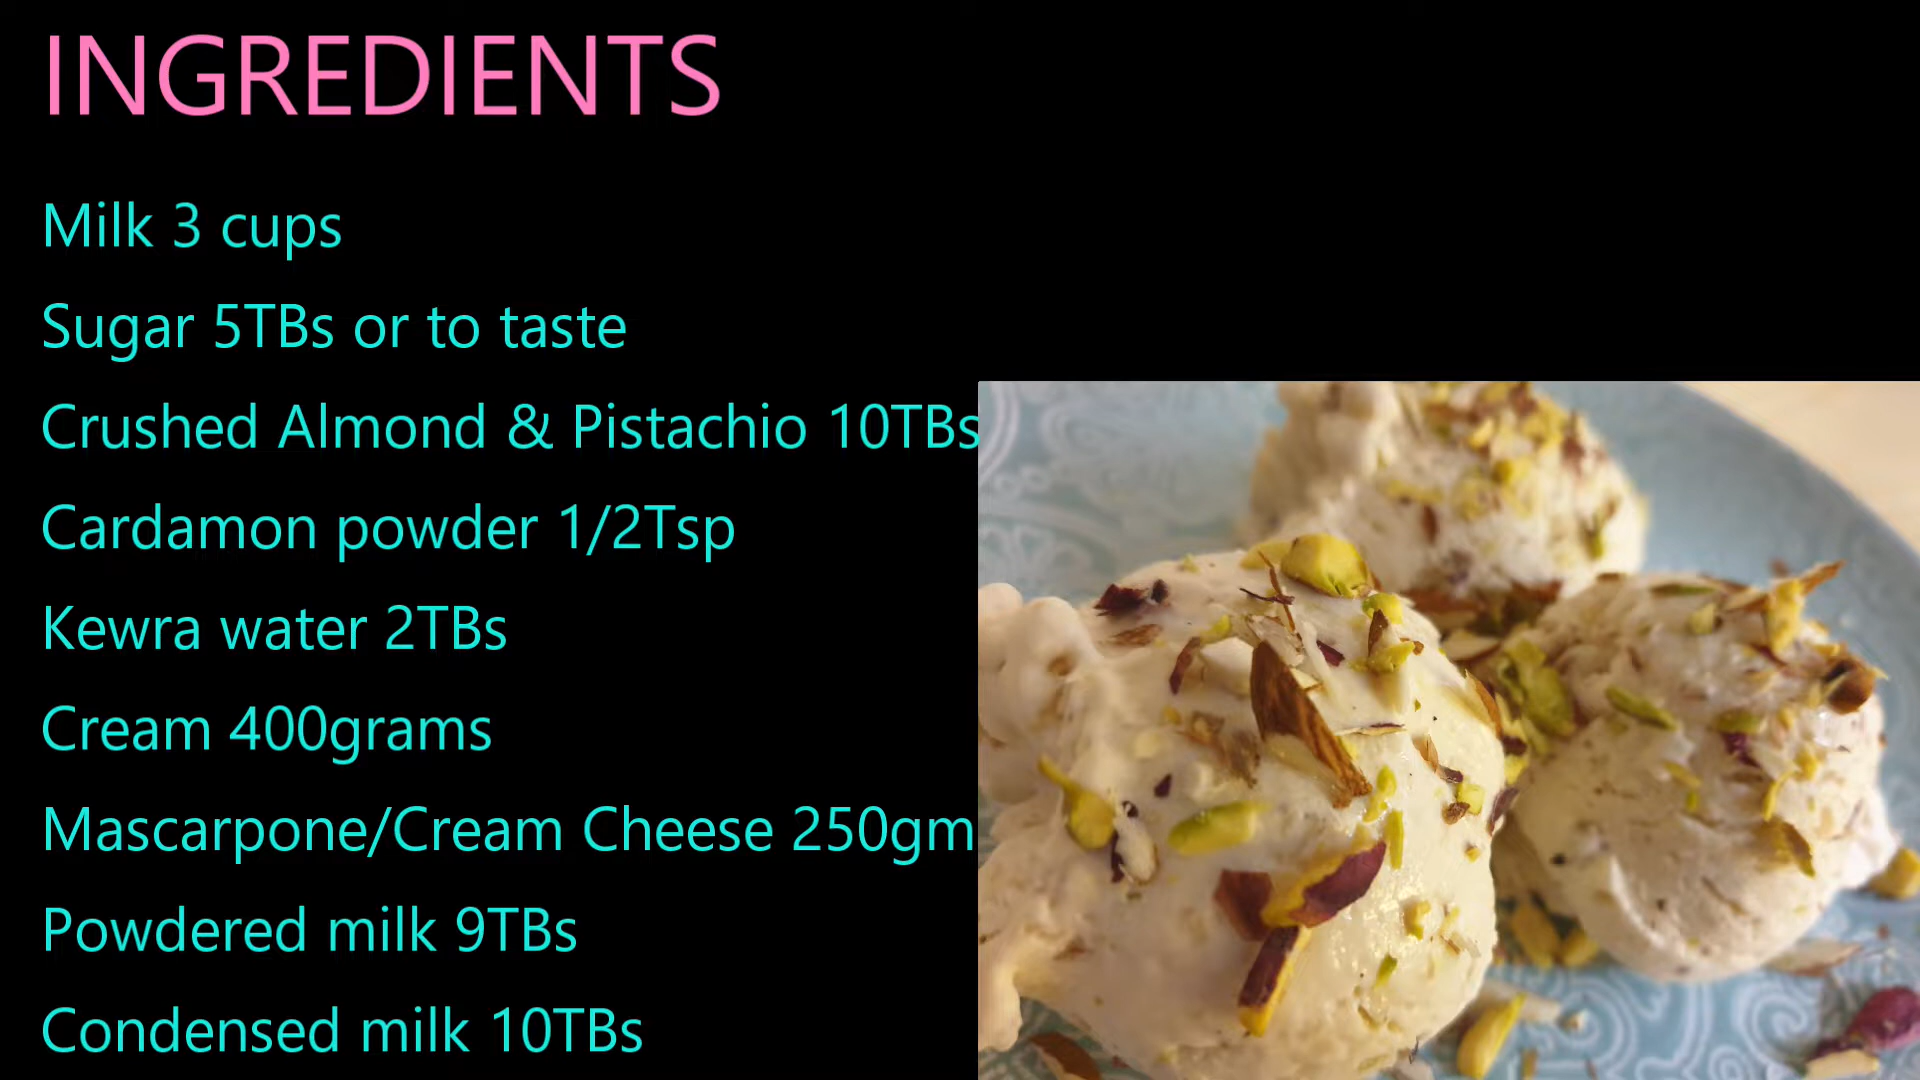 INGREDIENTS
Milk 3 cups
Sugar 5TBs or to taste
Crushed Almond & Pistachio 10TBs
Cardamon powder 1/2Tsp
Kewra water 2TBs
Cream 400grams
Mascarpone/Cream Cheese 250gm
Powdered milk 9TBs
Condensed milk 10TBs